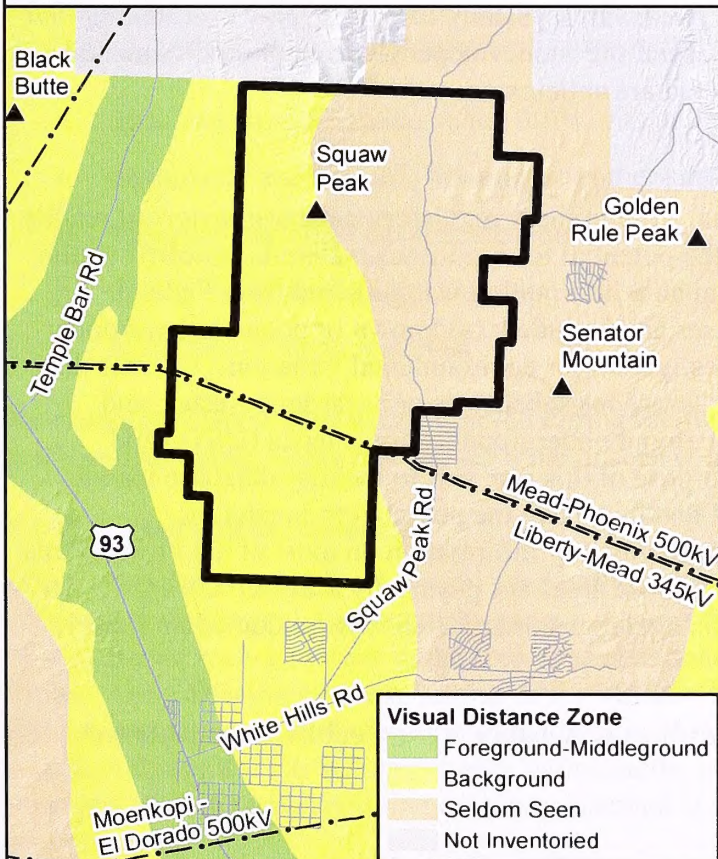 Black
Butte
Squaw
Peak
Golden
Rule Peak
Temple Bar Rd
Senator
Mountain
Mead-Phoenix 500kV
Liberty-Mead 345kV
93
Squaw Peak Rd
White Hills Rd
Moenkopi -
El Dorado 500kV
Visual Distance Zone
Foreground-Middleground
Background
Seldom Seen
Not Inventoried